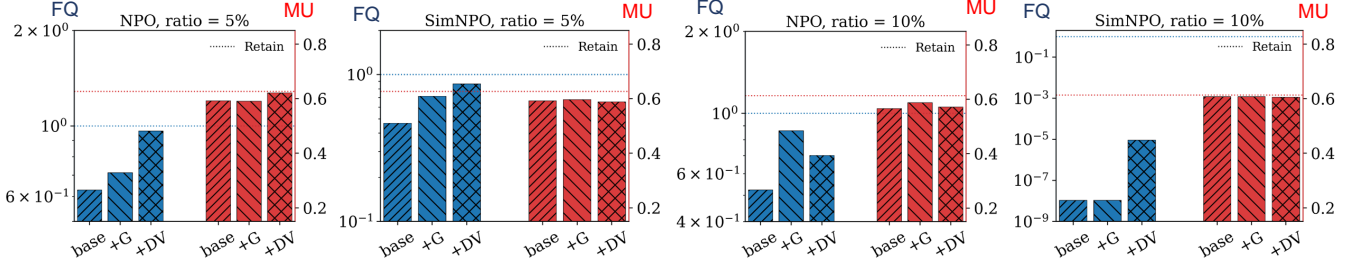 FQ
NPO, ratio = 5%
MU
2 × 10⁰
10⁰
6 × 10⁻¹
Retain
0.8
0.6
0.4
0.2
base
+G
+DV
base
+G
+DV
FQ
SimNPO, ratio = 5%
MU
10⁰
10⁻¹
Retain
0.8
0.6
0.4
0.2
base
+G
+DV
base
+G
+DV
FQ
NPO, ratio = 10%
MU
2 × 10⁰
10⁰
6 × 10⁻¹
4 × 10⁻¹
Retain
0.8
0.6
0.4
0.2
base
+G
+DV
base
+G
+DV
FQ
SimNPO, ratio = 10%
MU
10⁻¹
10⁻³
10⁻⁵
10⁻⁷
10⁻⁹
Retain
0.8
0.6
0.4
0.2
base
+G
+DV
base
+G
+DV